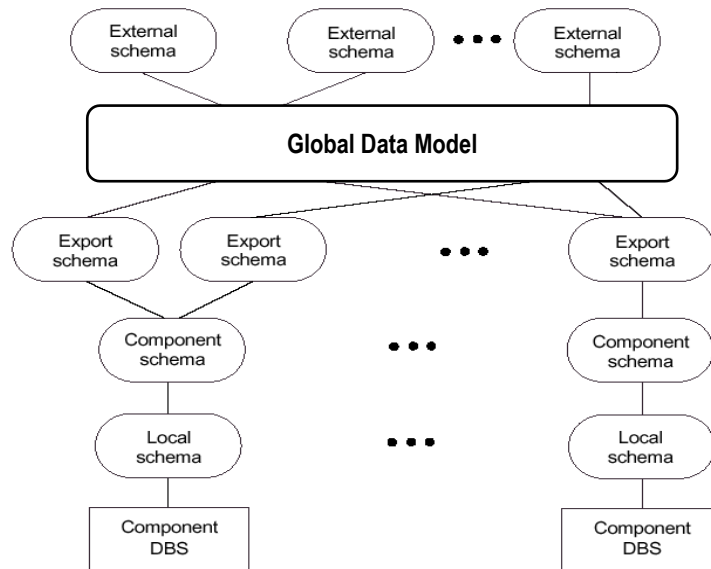 External
schema
External
schema
External
schema
Global Data Model
Export
schema
Export
schema
Export
schema
Component
schema
Component
schema
Local
schema
Local
schema
Component
DBS
Component
DBS